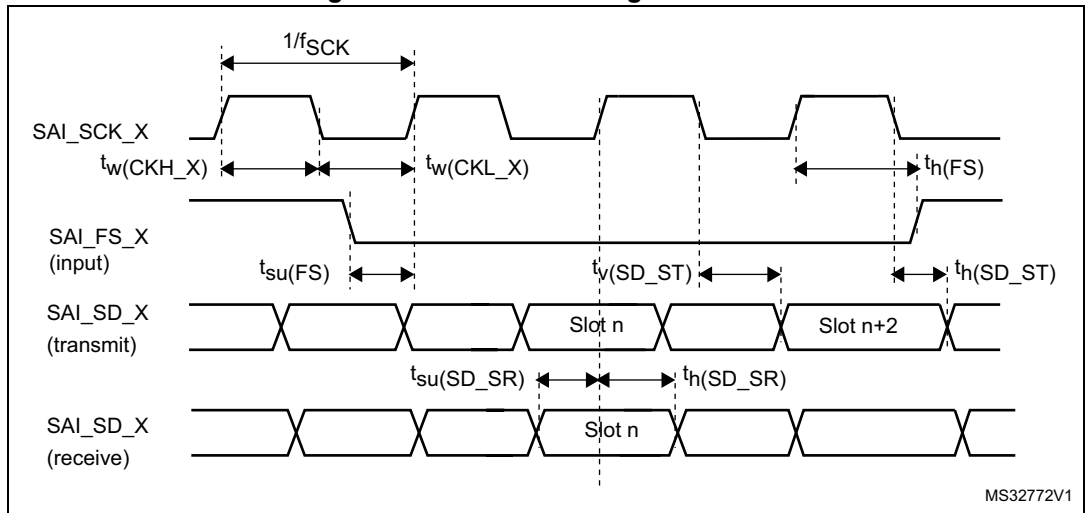 1/fSCK
SAI_SCK_X
tw(CKH_X) tw(CKL_X) th(FS)
SAI_FS_X
(input)
tsu(FS) tv(SD_ST) th(SD_ST)
SAI_SD_X
(transmit)
Slot n Slot n+2
tsu(SD_SR) th(SD_SR)
SAI_SD_X
(receive)
Slot n
MS32772V1